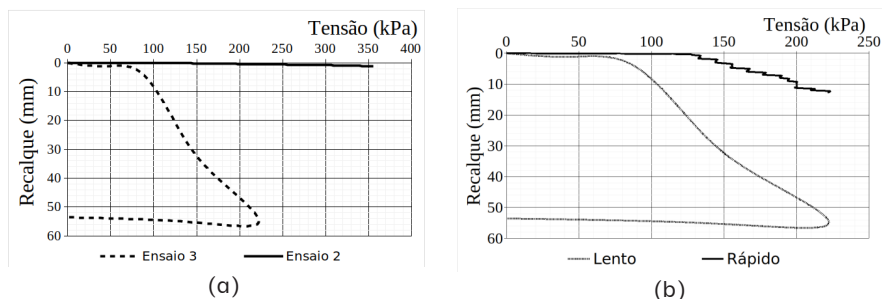 Tensão (kPa)
0 50 100 150 200 250 300 350 400
0
10
20
30
40
50
60
Recalque (mm)
Ensaio 3 Ensaio 2
(a)
Tensão (kPa)
0 50 100 150 200 250
0
10
20
30
40
50
60
Recalque (mm)
Lento Rápido
(b)